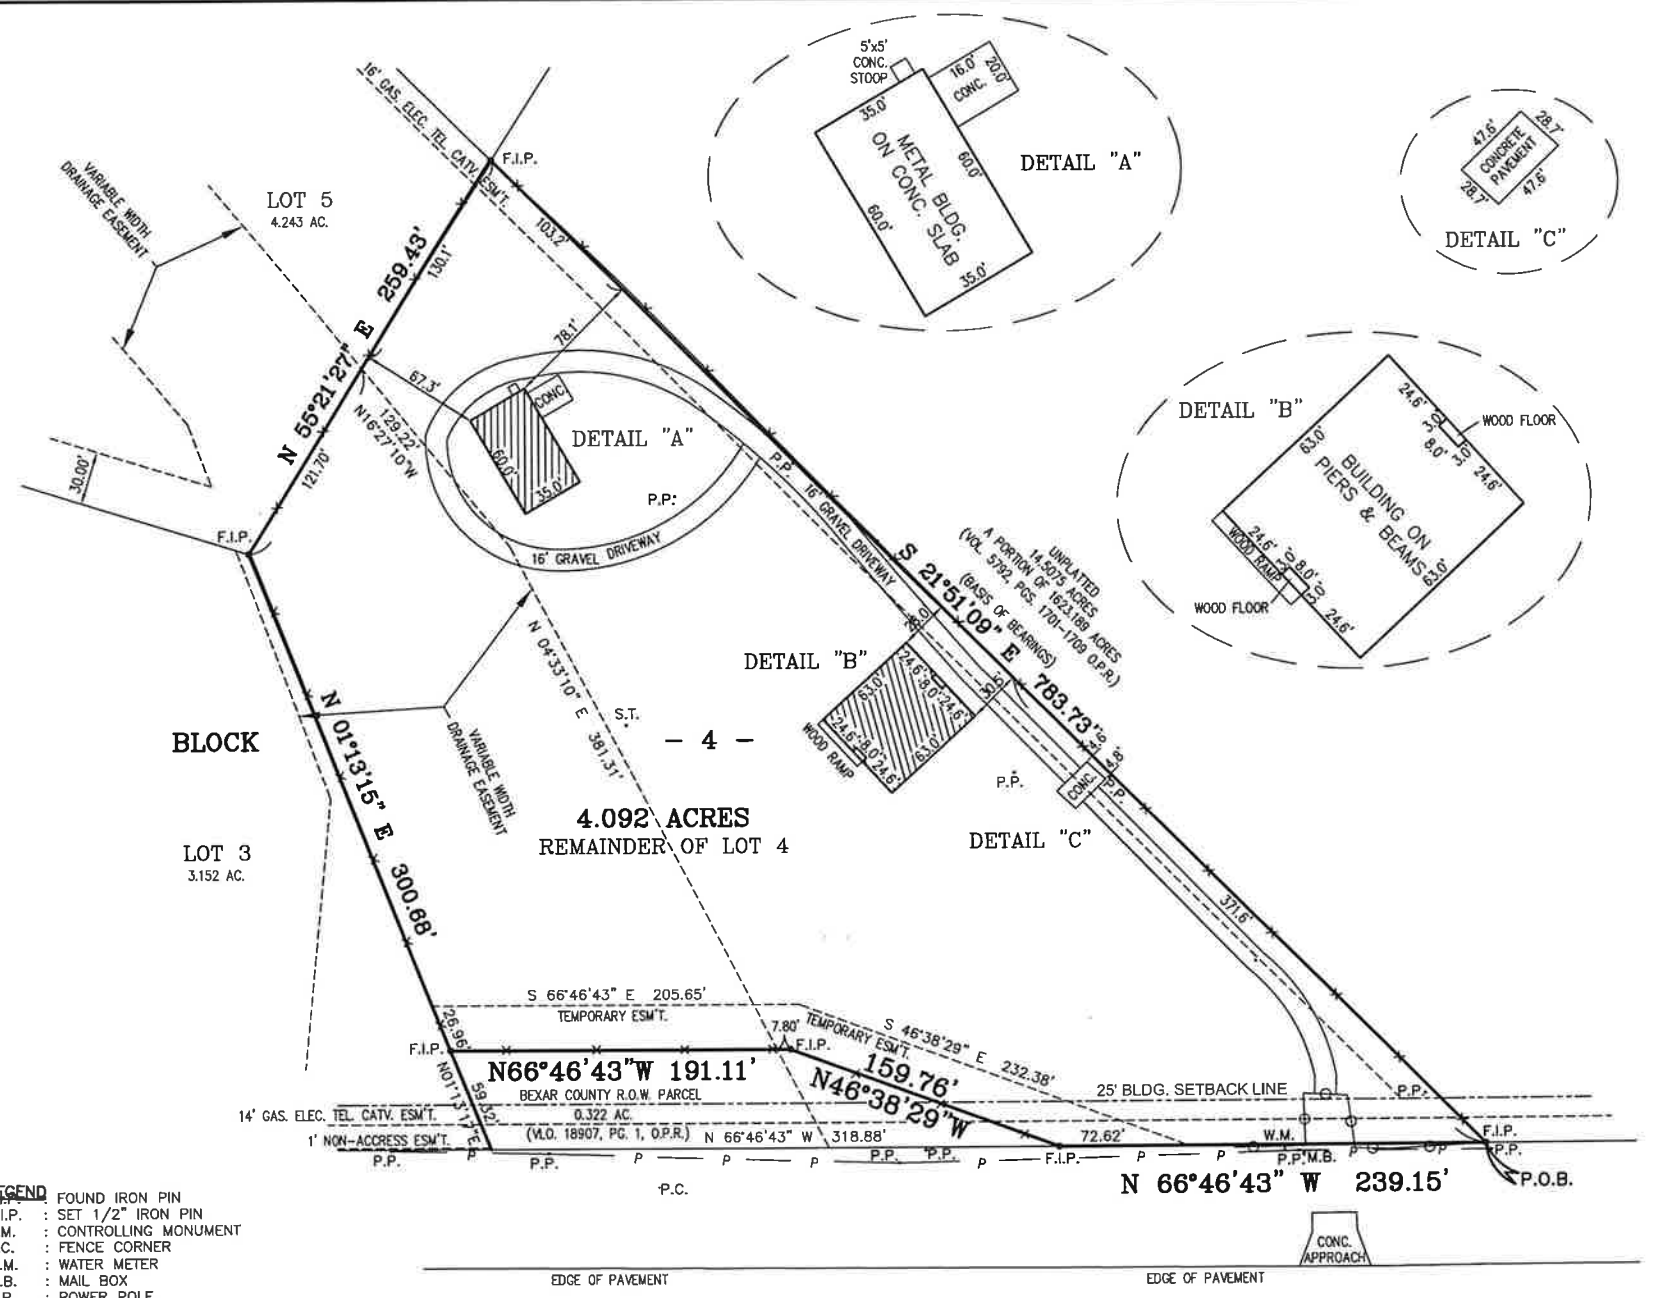 16' GAS. ELEC. TEL. CATV. ESM'T.
F.I.P.
VARIABLE WIDTH
DRAINAGE EASEMENT
LOT 5
4.243 AC.
103.2'
N 55°21'27" E 259.43'
130.1'
121.70'
78.1'
67.3'
129.22'
N16°27'10"W
30.00'
F.I.P.
CONC.
60.0'
35.0'
DETAIL "A"
P.P.
16' GRAVEL DRIVEWAY
P.P.
16' GRAVEL DRIVEWAY
5'x5'
CONC.
STOOP
16.0'
20.0'
CONC.
35.0'
METAL BLDG.
ON CONC. SLAB
60.0'
60.0'
35.0'
DETAIL "A"
47.6'
28.7'
CONCRETE
PAVEMENT
28.7'
47.6'
DETAIL "C"
DETAIL "B"
24.6'
3.0'
8.0'
3.0'
24.6'
WOOD FLOOR
63.0'
BUILDING ON
PIERS & BEAMS
63.0'
24.6'
8.0'
24.6'
WOOD RAMP
WOOD FLOOR
S 21°51'09" E 783.73'
(BASIS OF BEARINGS)
UNPLATTED
14.5075 ACRES
A PORTION OF 1623.189 ACRES
(VOL. 5792, PGS. 1701-1709 O.P.R.)
DETAIL "B"
24.6'
8.0'
24.6'
63.0'
63.0'
24.6'
8.0'
24.6'
30.5'
WOOD RAMP
N 01°13'15" E 300.68'
VARIABLE WIDTH
DRAINAGE EASEMENT
N 04°33'10" E 381.31'
S.T.
BLOCK
- 4 -
4.092 ACRES
REMAINDER OF LOT 4
LOT 3
3.152 AC.
P.P.
CONC.
4.8'
P.P.
DETAIL "C"
371.6'
S 66°46'43" E 205.65'
TEMPORARY ESM'T.
26.96'
F.I.P.
7.80'
F.I.P.
TEMPORARY ESM'T.
S 46°38'29" E 232.38'
N66°46'43"W 191.11'
159.76'
N46°38'29"W
BEXAR COUNTY R.O.W. PARCEL
0.322 AC.
(VLO. 18907, PG. 1, O.P.R.)
N01°13'17"E
59.32'
14' GAS. ELEC. TEL. CATV. ESM'T.
1' NON-ACCRESS ESM'T.
N 66°46'43" W 318.88'
25' BLDG. SETBACK LINE
P.P.
72.62'
W.M.
F.I.P.
P.P.
P.P.
P
P.P.
P
P
P
P.P.
P.P.
P
F.I.P.
P
P
P.P.
M.B.
P
P
P.O.B.
N 66°46'43" W 239.15'
P.C.
CONC.
APPROACH
EDGE OF PAVEMENT
EDGE OF PAVEMENT
EGEND
: FOUND IRON PIN
I.P. : SET 1/2" IRON PIN
.M. : CONTROLLING MONUMENT
C. : FENCE CORNER
.M. : WATER METER
.B. : MAIL BOX
: POWER POLE